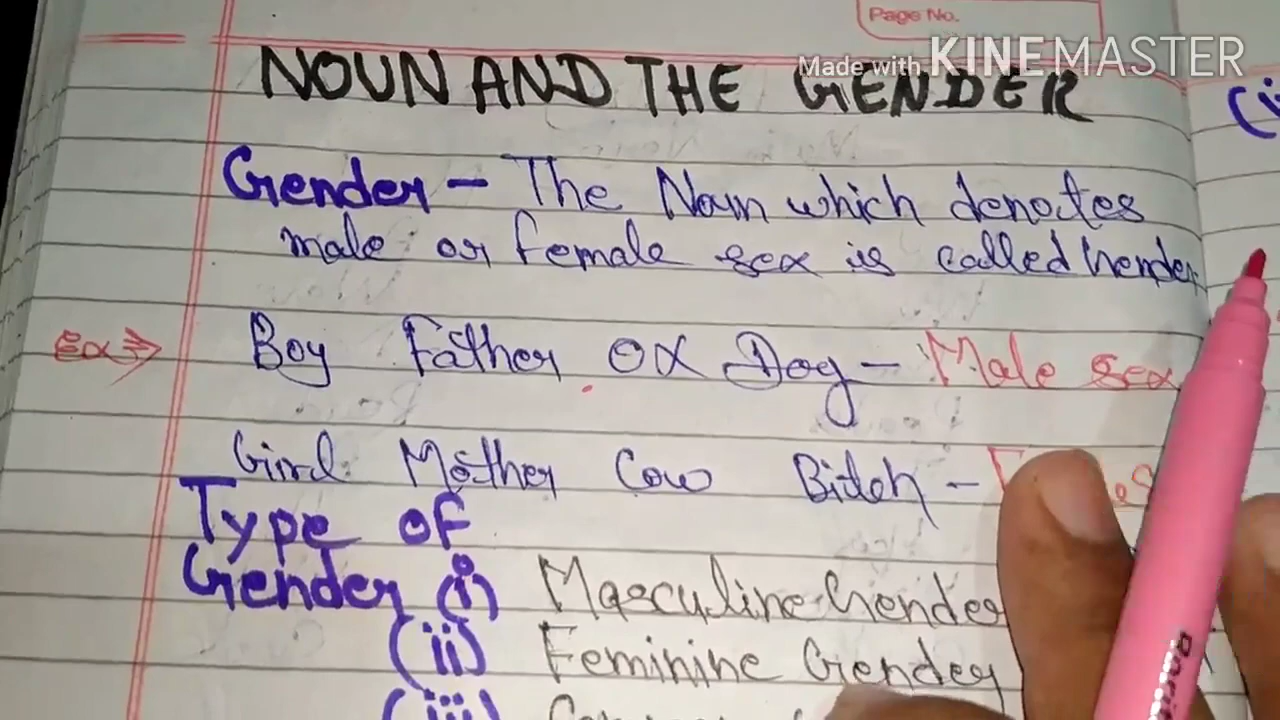 Page No.
Made with KINEMASTER
NOUN AND THE GENDER
Gender - The Noun which denotes
male or female sex is called Gender
Ex⇒ Boy Father OX Dog - Male sex
Girl Mother Cow Bitch -
Type of
Gender (i) Masculine Gender
(ii) Feminine Gender
(iii)